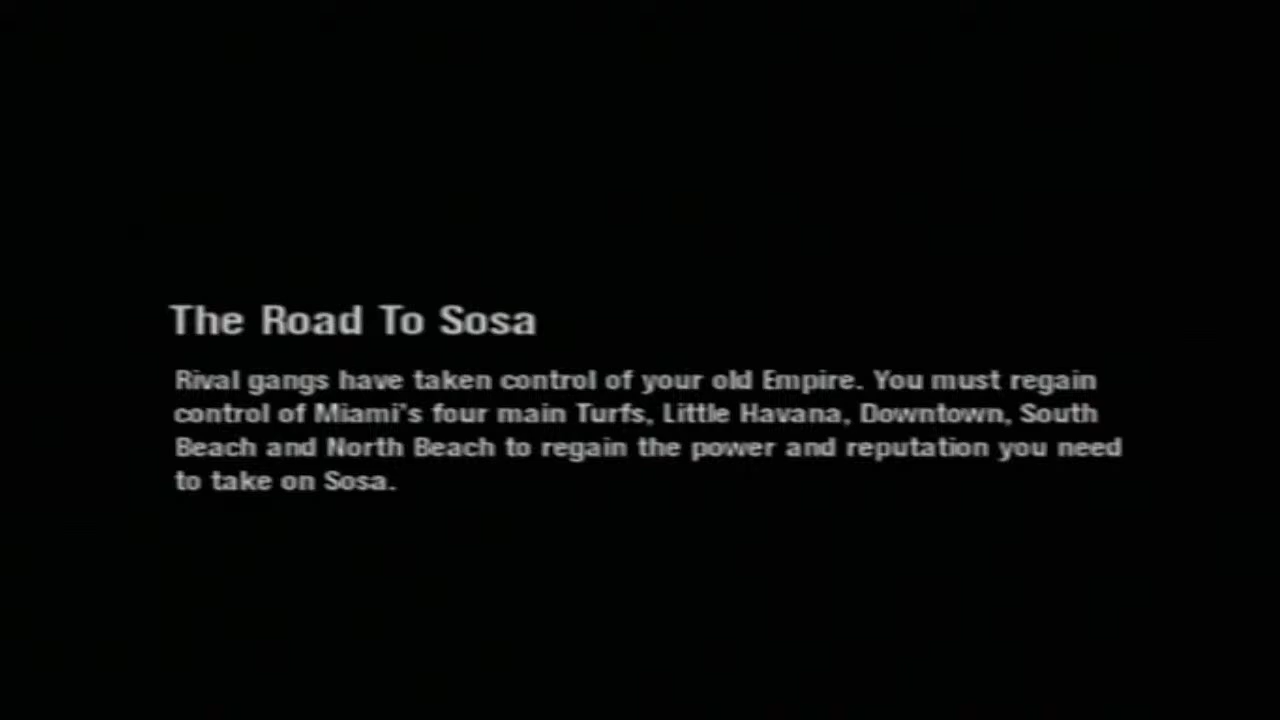 The Road To Sosa
Rival gangs have taken control of your old Empire. You must regain
control of Miami's four main Turfs, Little Havana, Downtown, South
Beach and North Beach to regain the power and reputation you need
to take on Sosa.